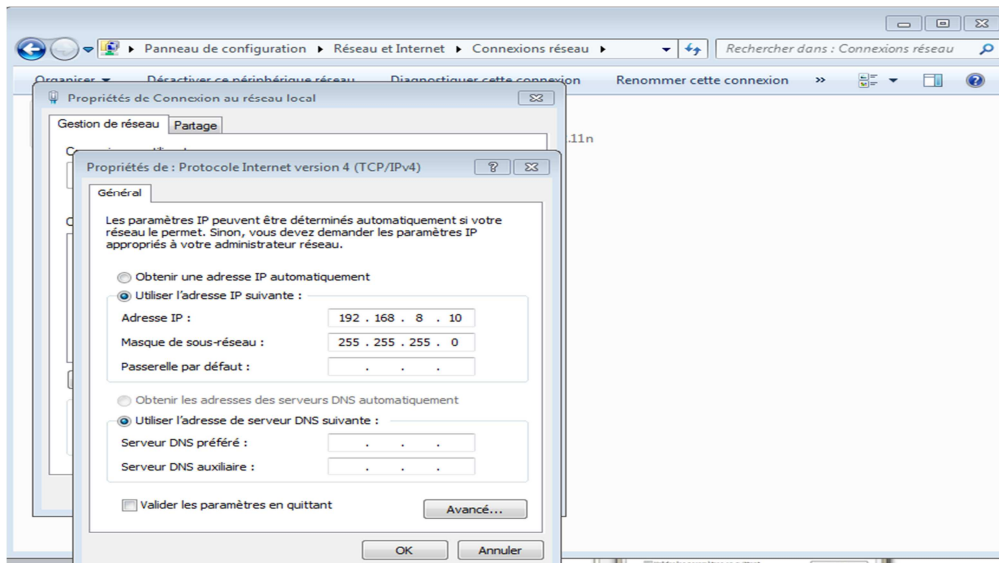 Panneau de configuration ▸ Réseau et Internet ▸ Connexions réseau ▸
Rechercher dans : Connexions réseau
Organiser Désactiver ce périphérique réseau Diagnostiquer cette connexion Renommer cette connexion »
Propriétés de Connexion au réseau local
Gestion de réseau Partage
.11n
Propriétés de : Protocole Internet version 4 (TCP/IPv4)
Général
Les paramètres IP peuvent être déterminés automatiquement si votre
réseau le permet. Sinon, vous devez demander les paramètres IP
appropriés à votre administrateur réseau.
Obtenir une adresse IP automatiquement
Utiliser l'adresse IP suivante :
Adresse IP : 192 . 168 . 8 . 10
Masque de sous-réseau : 255 . 255 . 255 . 0
Passerelle par défaut : . . .
Obtenir les adresses des serveurs DNS automatiquement
Utiliser l'adresse de serveur DNS suivante :
Serveur DNS préféré : . . .
Serveur DNS auxiliaire : . . .
Valider les paramètres en quittant
Avancé...
OK Annuler